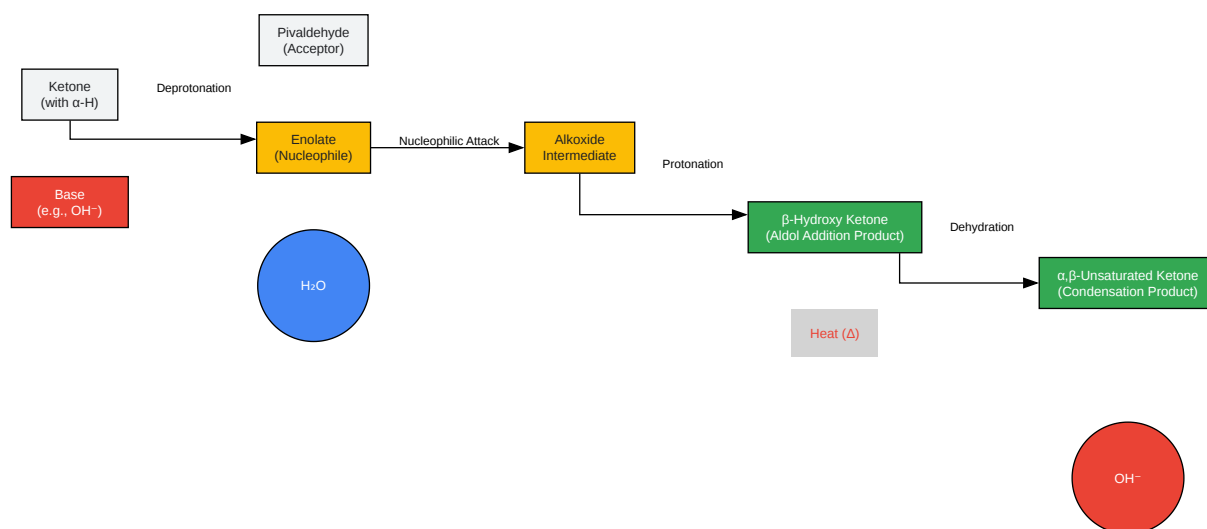 Pivaldehyde
(Acceptor)
Ketone
(with α-H)
Deprotonation
Enolate
(Nucleophile)
Nucleophilic Attack
Alkoxide
Intermediate
Protonation
Base
(e.g., OH⁻)
β-Hydroxy Ketone
(Aldol Addition Product)
Dehydration
α,β-Unsaturated Ketone
(Condensation Product)
H₂O
Heat (Δ)
OH⁻